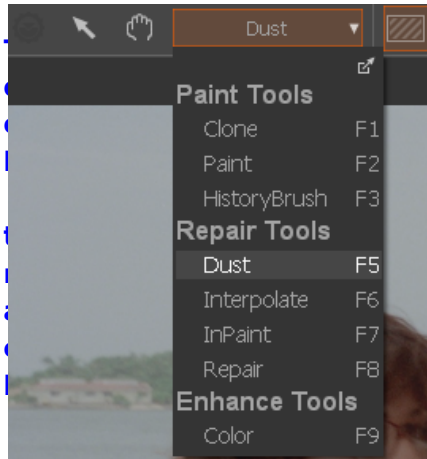 Dust
Paint Tools
Clone F1
Paint F2
HistoryBrush F3
Repair Tools
Dust F5
Interpolate F6
InPaint F7
Repair F8
Enhance Tools
Color F9